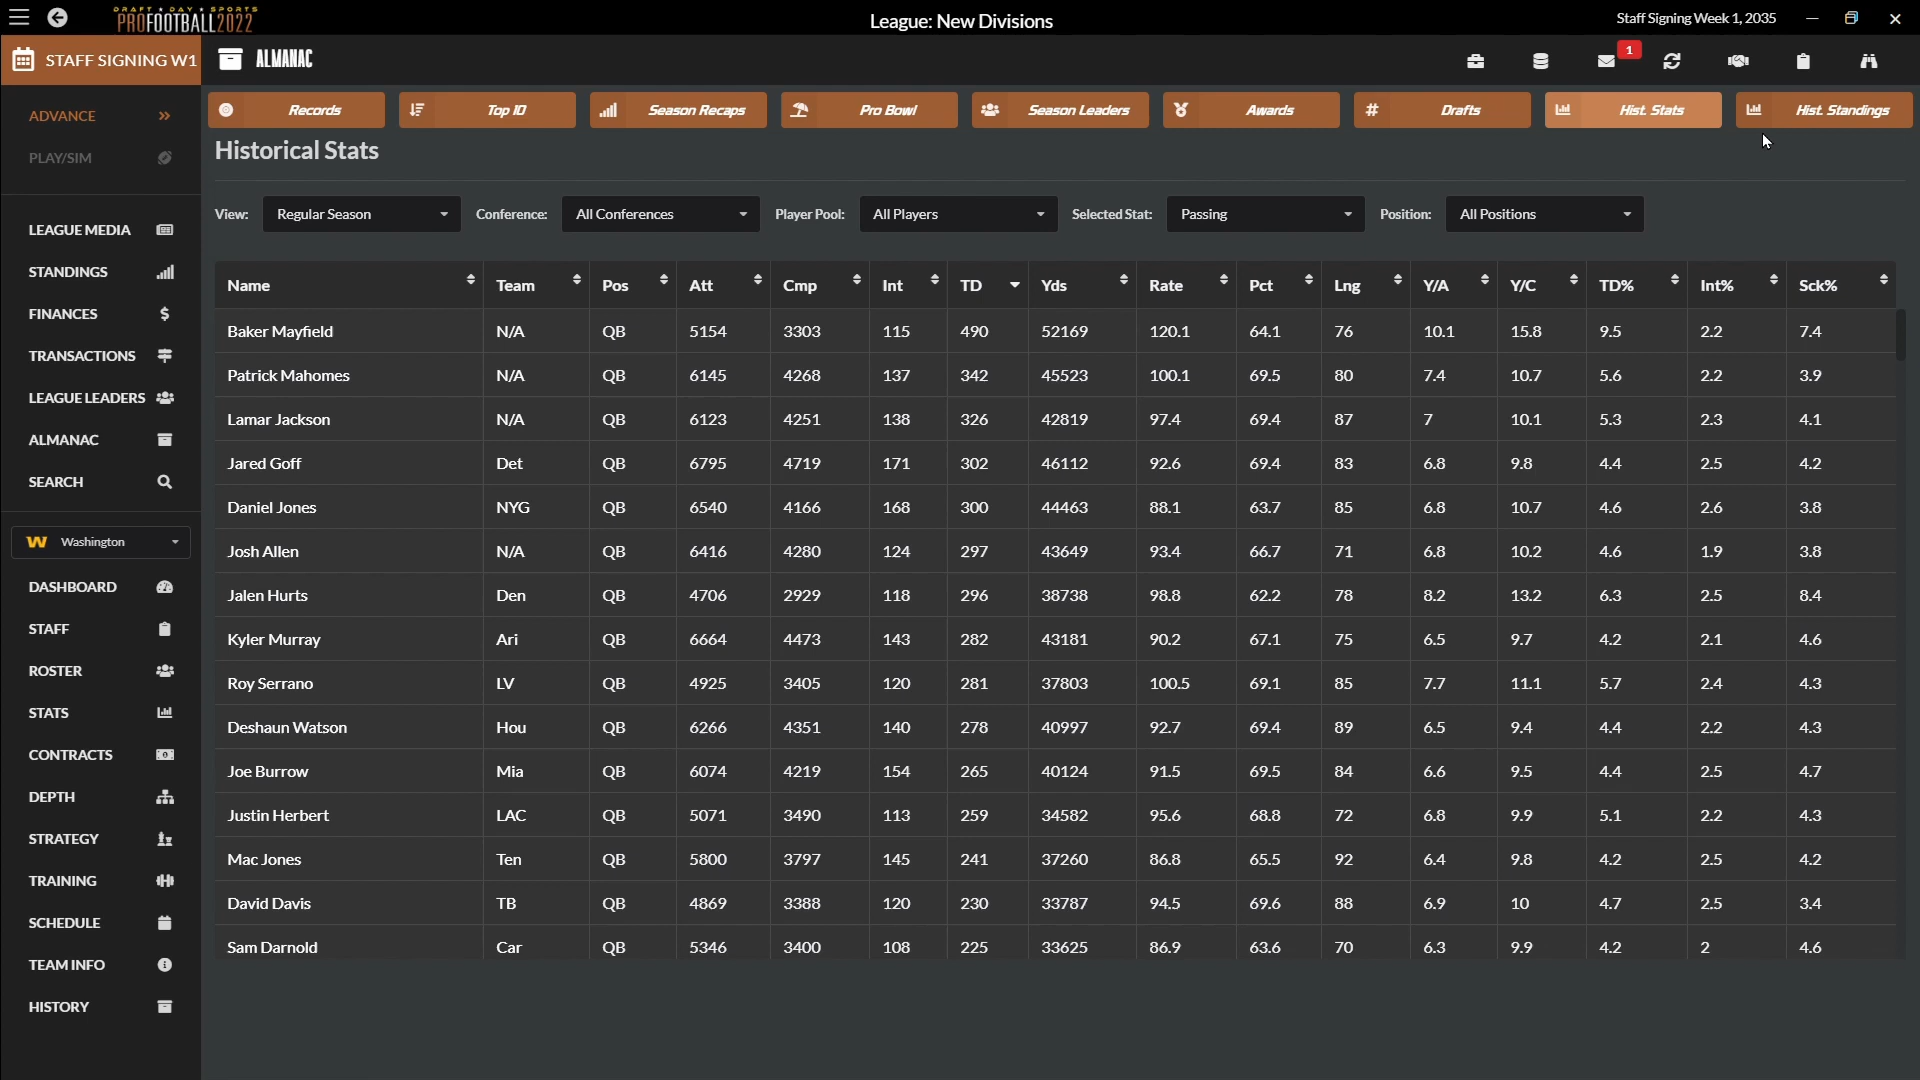 DRAFT DAY SPORTS
PROFOOTBALL2022
League: New Divisions
Staff Signing Week 1, 2035
STAFF SIGNING W1
ALMANAC
1
ADVANCE
PLAY/SIM
LEAGUE MEDIA
STANDINGS
FINANCES
TRANSACTIONS
LEAGUE LEADERS
ALMANAC
SEARCH
W Washington
DASHBOARD
STAFF
ROSTER
STATS
CONTRACTS
DEPTH
STRATEGY
TRAINING
SCHEDULE
TEAM INFO
HISTORY
Records Top 10 Season Recaps Pro Bowl Season Leaders Awards # Drafts Hist. Stats Hist. Standings
Historical Stats
View: Regular Season Conference: All Conferences Player Pool: All Players Selected Stat: Passing Position: All Positions
Name Team Pos Att Cmp Int TD Yds Rate Pct Lng Y/A Y/C TD% Int% Sck%
Baker Mayfield N/A QB 5154 3303 115 490 52169 120.1 64.1 76 10.1 15.8 9.5 2.2 7.4
Patrick Mahomes N/A QB 6145 4268 137 342 45523 100.1 69.5 80 7.4 10.7 5.6 2.2 3.9
Lamar Jackson N/A QB 6123 4251 138 326 42819 97.4 69.4 87 7 10.1 5.3 2.3 4.1
Jared Goff Det QB 6795 4719 171 302 46112 92.6 69.4 83 6.8 9.8 4.4 2.5 4.2
Daniel Jones NYG QB 6540 4166 168 300 44463 88.1 63.7 85 6.8 10.7 4.6 2.6 3.8
Josh Allen N/A QB 6416 4280 124 297 43649 93.4 66.7 71 6.8 10.2 4.6 1.9 3.8
Jalen Hurts Den QB 4706 2929 118 296 38738 98.8 62.2 78 8.2 13.2 6.3 2.5 8.4
Kyler Murray Ari QB 6664 4473 143 282 43181 90.2 67.1 75 6.5 9.7 4.2 2.1 4.6
Roy Serrano LV QB 4925 3405 120 281 37803 100.5 69.1 85 7.7 11.1 5.7 2.4 4.3
Deshaun Watson Hou QB 6266 4351 140 278 40997 92.7 69.4 89 6.5 9.4 4.4 2.2 4.3
Joe Burrow Mia QB 6074 4219 154 265 40124 91.5 69.5 84 6.6 9.5 4.4 2.5 4.7
Justin Herbert LAC QB 5071 3490 113 259 34582 95.6 68.8 72 6.8 9.9 5.1 2.2 4.3
Mac Jones Ten QB 5800 3797 145 241 37260 86.8 65.5 92 6.4 9.8 4.2 2.5 4.2
David Davis TB QB 4869 3388 120 230 33787 94.5 69.6 88 6.9 10 4.7 2.5 3.4
Sam Darnold Car QB 5346 3400 108 225 33625 86.9 63.6 70 6.3 9.9 4.2 2 4.6